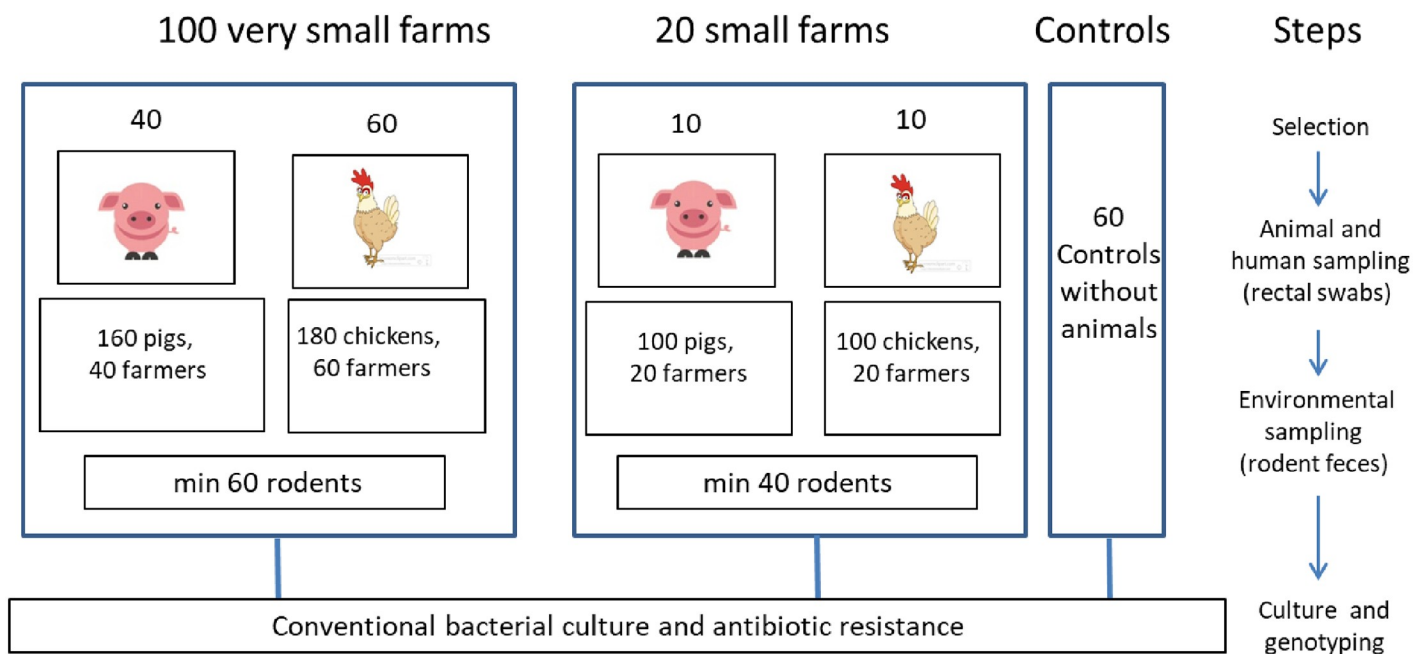 100 very small farms
20 small farms
Controls
Steps
40
60
10
10
160 pigs,
40 farmers
180 chickens,
60 farmers
100 pigs,
20 farmers
100 chickens,
20 farmers
min 60 rodents
min 40 rodents
60
Controls
without
animals
Selection
Animal and
human sampling
(rectal swabs)
Environmental
sampling
(rodent feces)
Culture and
genotyping
Conventional bacterial culture and antibiotic resistance